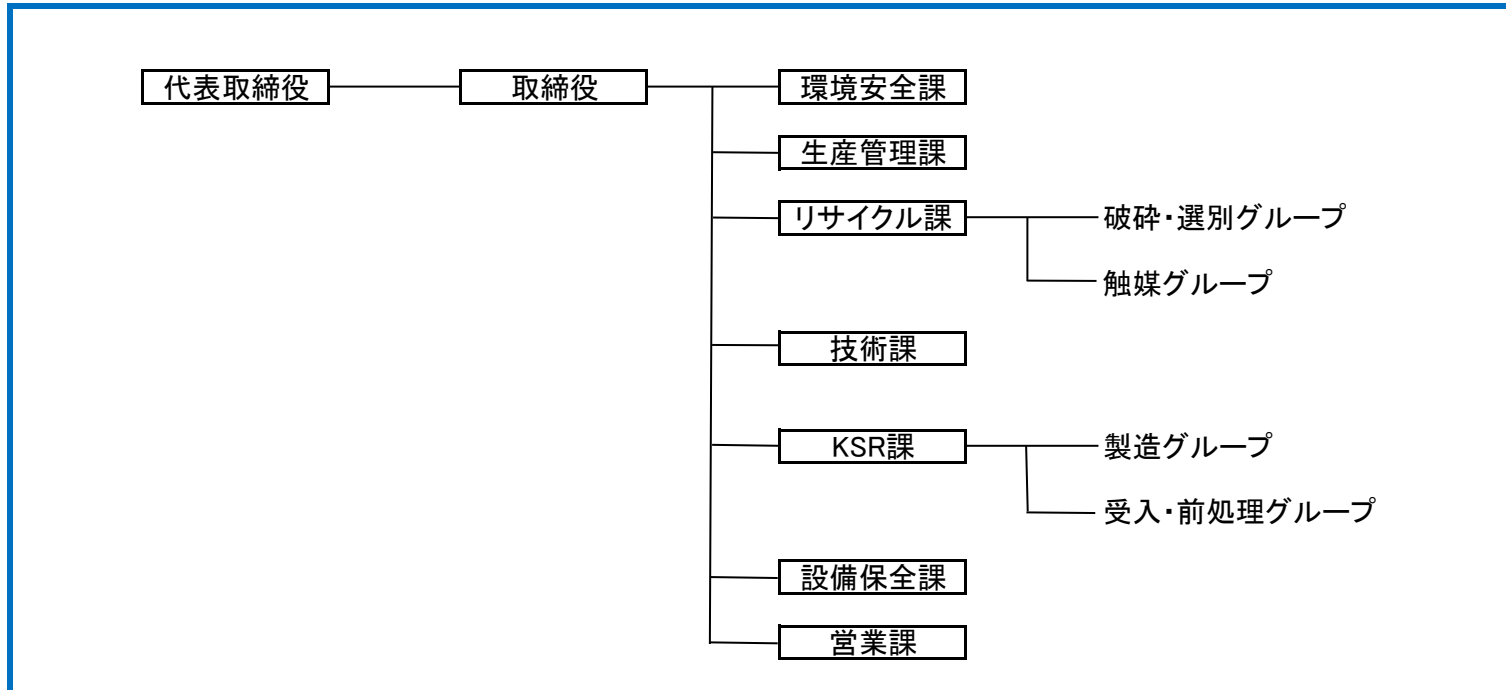 代表取締役 取締役 環境安全課
生産管理課
リサイクル課 破砕・選別グループ
触媒グループ
技術課
KSR課 製造グループ
受入・前処理グループ
設備保全課
営業課